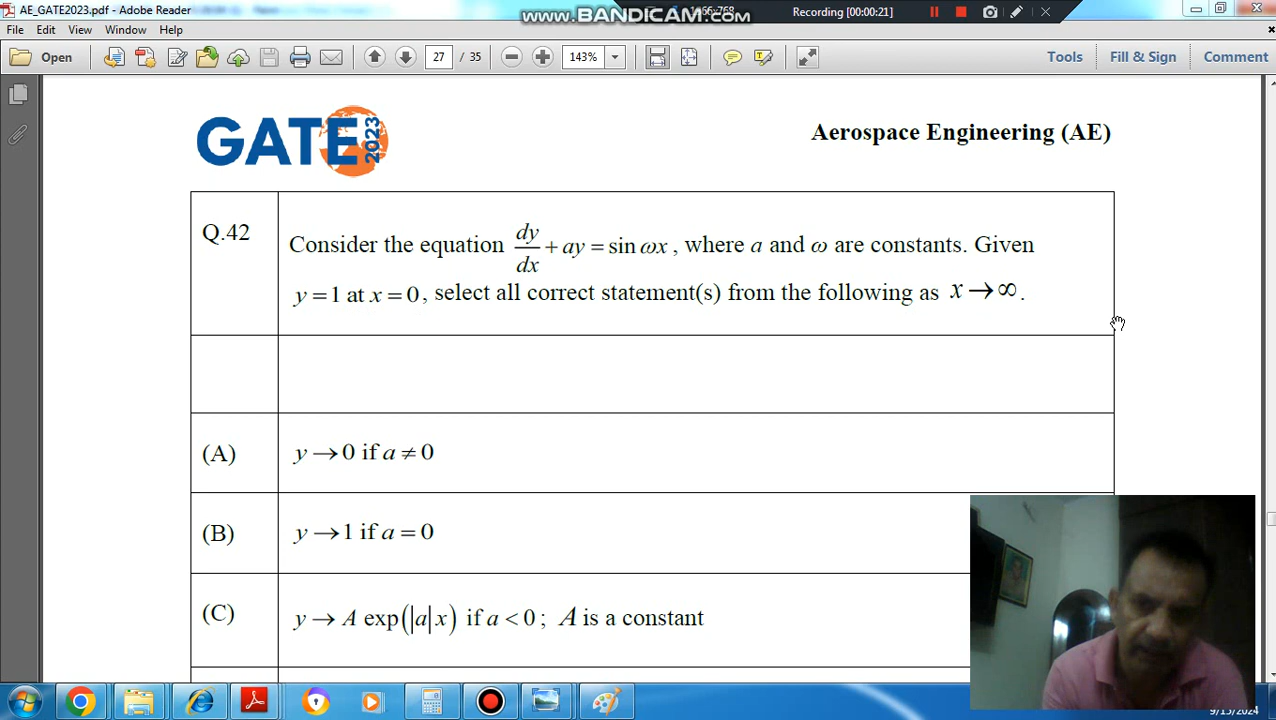 AE_GATE2023.pdf - Adobe Reader
www.BANDICAM.com
Recording [00:00:21]
File Edit View Window Help
Open 27 / 35 143% Tools Fill & Sign Comment
GATE 2023
Aerospace Engineering (AE)
Q.42
Consider the equation dy/dx + ay = sin ωx, where a and ω are constants. Given
y = 1 at x = 0, select all correct statement(s) from the following as x → ∞.
(A) y → 0 if a ≠ 0
(B) y → 1 if a = 0
(C) y → A exp(|a|x) if a < 0; A is a constant